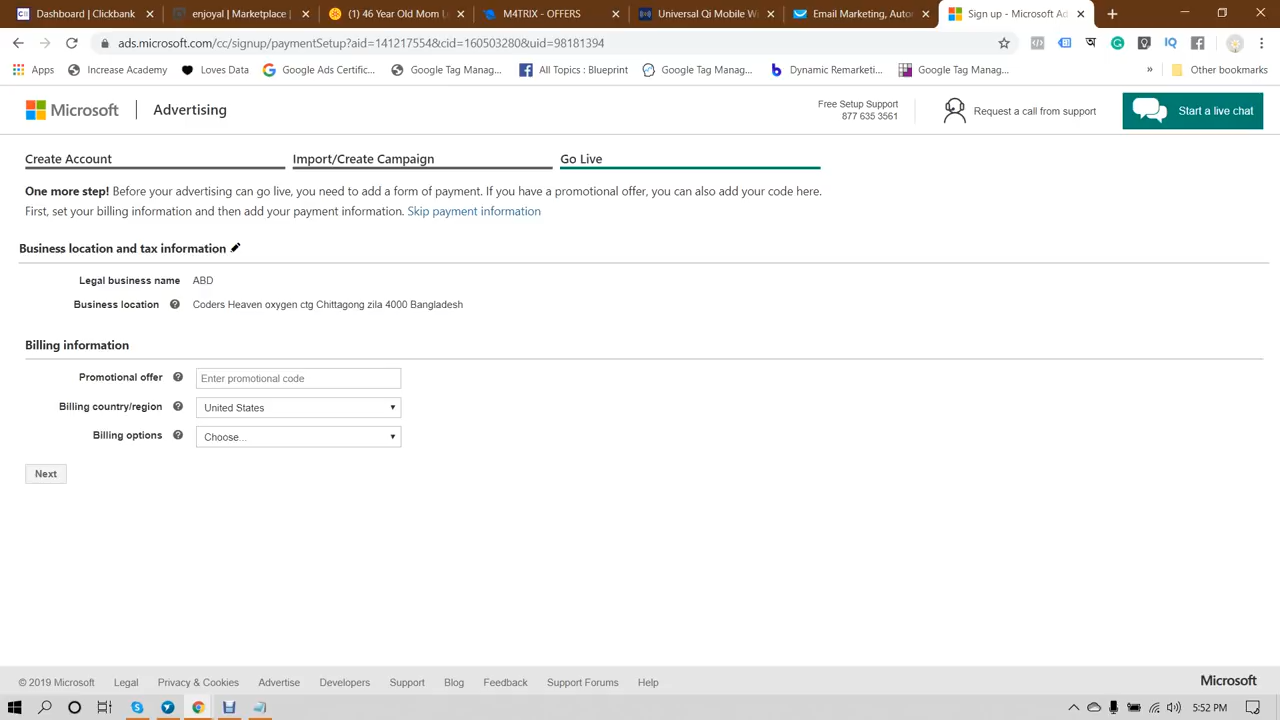 Dashboard | Clickbank
enjoyal | Marketplace
(1) 46 Year Old Mom
M4TRIX - OFFERS
Universal Qi Mobile W
Email Marketing, Auto
Sign up - Microsoft Ad
ads.microsoft.com/cc/signup/paymentSetup?aid=141217554&cid=160503280&uid=98181394
Apps
Increase Academy
Loves Data
Google Ads Certific...
Google Tag Manag...
All Topics : Blueprint
Google Tag Manag...
Dynamic Remarketi...
Google Tag Manag...
»
Other bookmarks
Microsoft | Advertising
Free Setup Support
877 635 3561
Request a call from support
Start a live chat
Create Account
Import/Create Campaign
Go Live
One more step! Before your advertising can go live, you need to add a form of payment. If you have a promotional offer, you can also add your code here.
First, set your billing information and then add your payment information. Skip payment information
Business location and tax information
Legal business name ABD
Business location Coders Heaven oxygen ctg Chittagong zila 4000 Bangladesh
Billing information
Promotional offer Enter promotional code
Billing country/region United States
Billing options Choose...
Next
© 2019 Microsoft Legal Privacy & Cookies Advertise Developers Support Blog Feedback Support Forums Help
Microsoft
5:52 PM